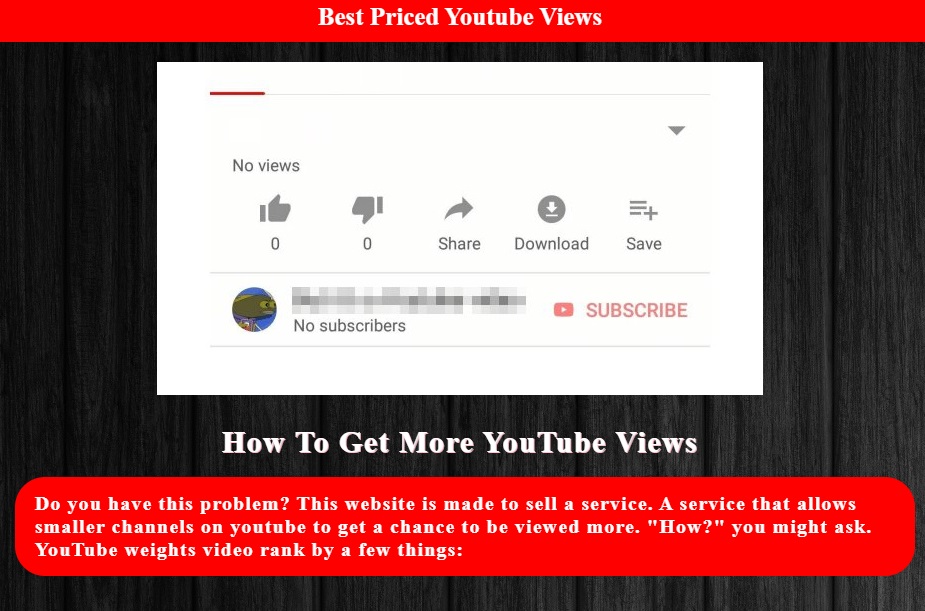 Best Priced Youtube Views
No views
0 0 Share Download Save
SUBSCRIBE
No subscribers
How To Get More YouTube Views
Do you have this problem? This website is made to sell a service. A service that allows
smaller channels on youtube to get a chance to be viewed more. "How?" you might ask.
YouTube weights video rank by a few things: